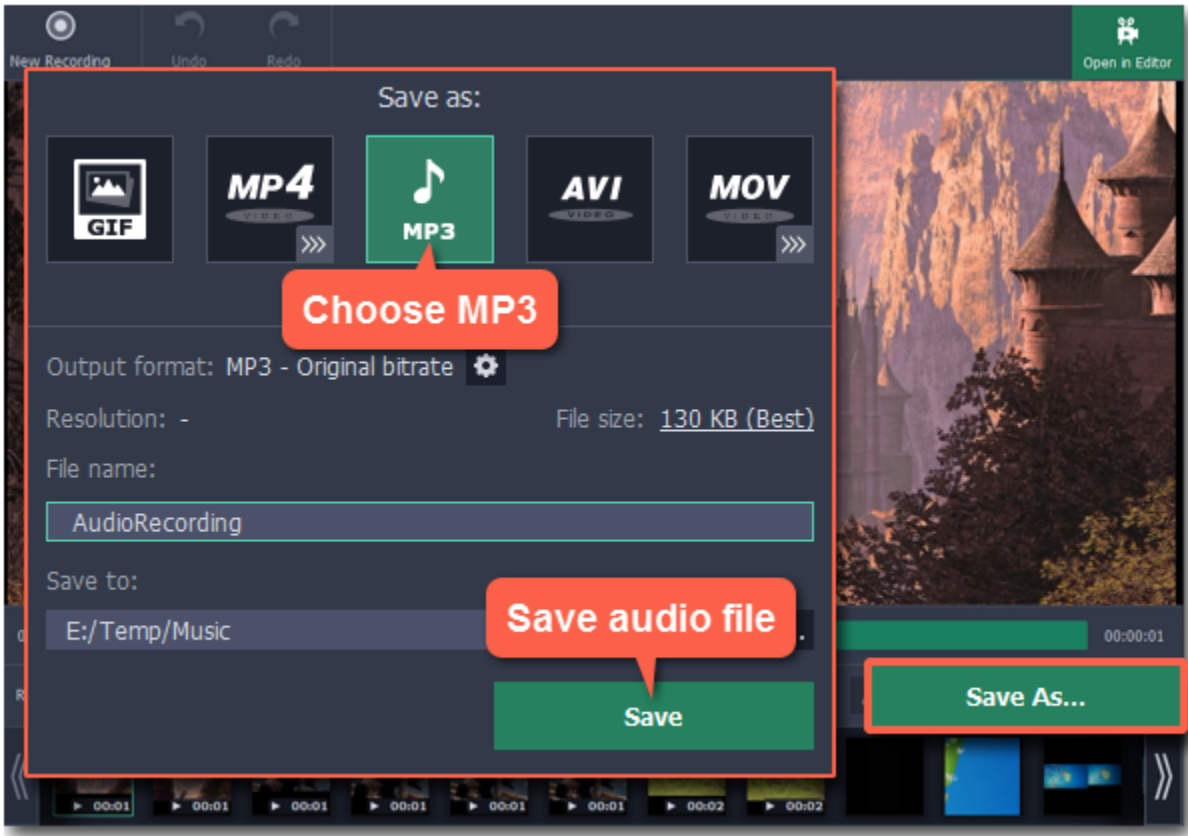 New Recording
Undo
Redo
Open in Editor
Save as:
GIF
MP4
VIDEO
MP3
AVI
VIDEO
MOV
VIDEO
Choose MP3
Output format: MP3 - Original bitrate
Resolution: -
File size: 130 KB (Best)
File name:
AudioRecording
Save to:
E:/Temp/Music
Save audio file
00:00:01
Save
Save As...
00:01
00:01
00:01
00:01
00:01
00:02
00:02